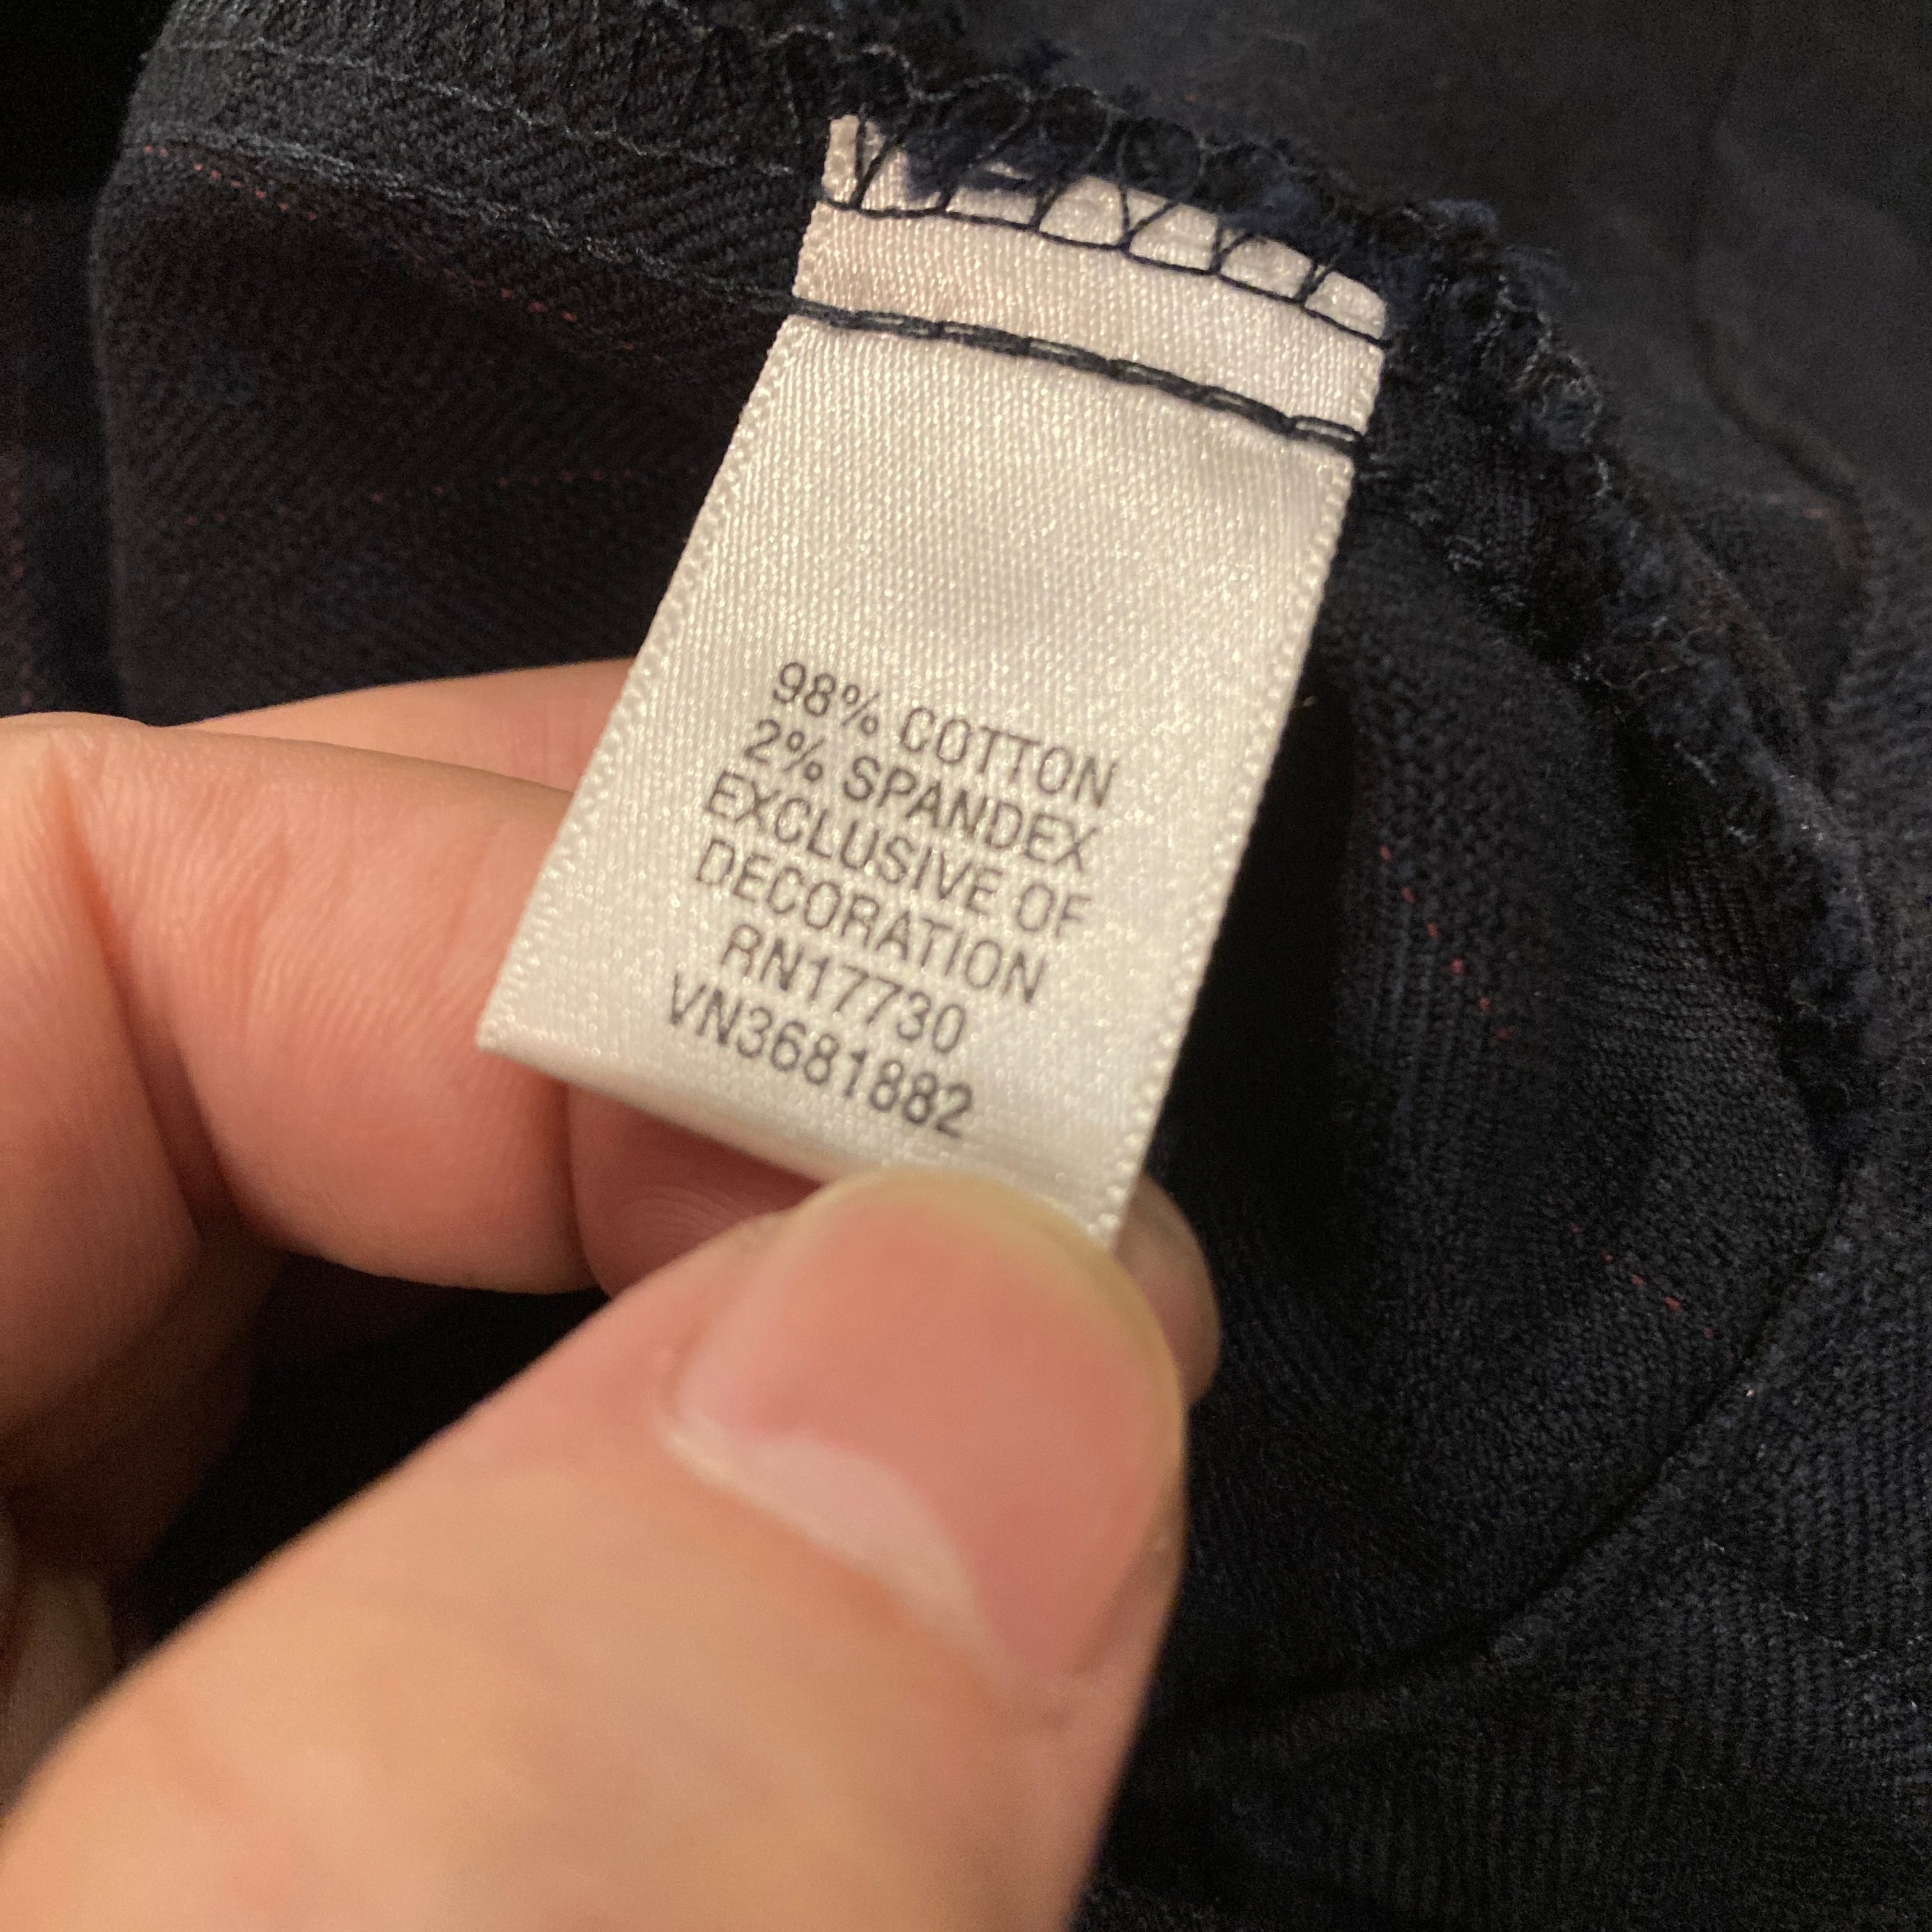 98% COTTON
2% SPANDEX
EXCLUSIVE OF
DECORATION
RN17730
VN3681882